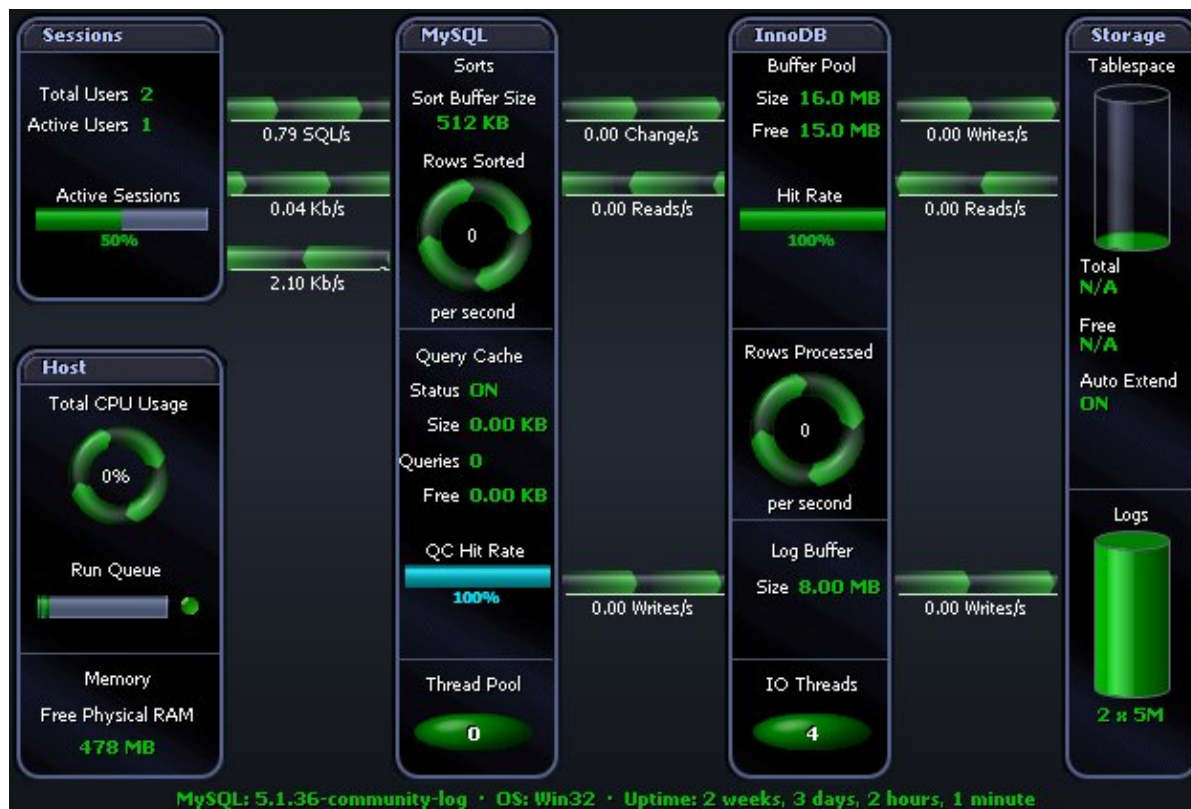 Sessions
Total Users 2
Active Users 1
Active Sessions
50%
Host
Total CPU Usage
0%
Run Queue
Memory
Free Physical RAM
478 MB
0.79 SQL/s
0.04 Kb/s
2.10 Kb/s
MySQL
Sorts
Sort Buffer Size
512 KB
Rows Sorted
0
per second
Query Cache
Status ON
Size 0.00 KB
Queries 0
Free 0.00 KB
QC Hit Rate
100%
Thread Pool
0
0.00 Change/s
0.00 Reads/s
0.00 Writes/s
InnoDB
Buffer Pool
Size 16.0 MB
Free 15.0 MB
Hit Rate
100%
Rows Processed
0
per second
Log Buffer
Size 8.00 MB
IO Threads
4
0.00 Writes/s
0.00 Reads/s
0.00 Writes/s
Storage
Tablespace
Total
N/A
Free
N/A
Auto Extend
ON
Logs
2 x 5M
MySQL: 5.1.36-community-log · OS: Win32 · Uptime: 2 weeks, 3 days, 2 hours, 1 minute